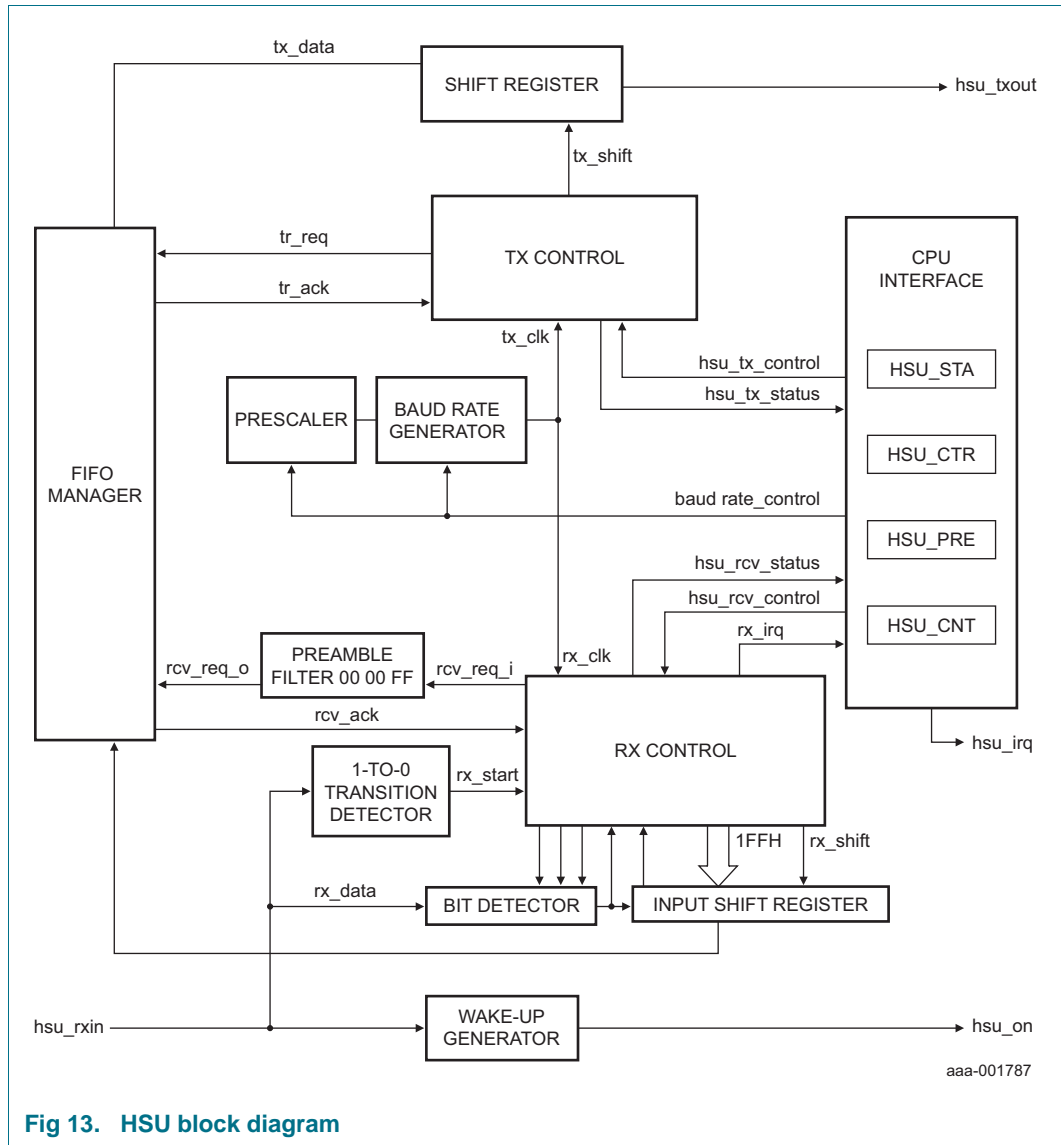 tx_data
SHIFT REGISTER
hsu_txout
tx_shift
tr_req
TX CONTROL
CPU
INTERFACE
tr_ack
tx_clk
hsu_tx_control
HSU_STA
hsu_tx_status
PRESCALER
BAUD RATE
GENERATOR
HSU_CTR
FIFO
MANAGER
baud rate_control
HSU_PRE
hsu_rcv_status
hsu_rcv_control
HSU_CNT
rx_irq
rcv_req_o
PREAMBLE
FILTER 00 00 FF
rcv_req_i
rx_clk
rcv_ack
RX CONTROL
hsu_irq
1-TO-0
TRANSITION
DETECTOR
rx_start
1FFH
rx_shift
rx_data
BIT DETECTOR
INPUT SHIFT REGISTER
hsu_rxin
WAKE-UP
GENERATOR
hsu_on
aaa-001787
Fig 13. HSU block diagram